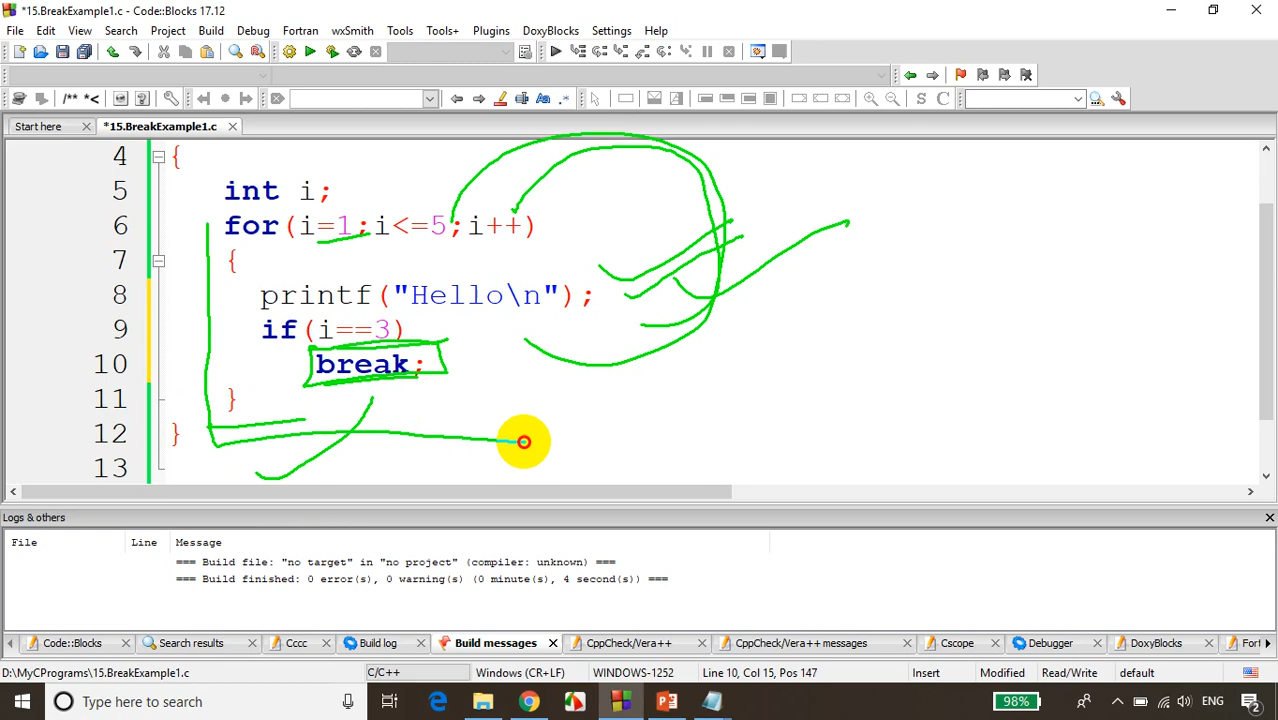 *15.BreakExample1.c - Code::Blocks 17.12
File Edit View Search Project Build Debug Fortran wxSmith Tools Tools+ Plugins DoxyBlocks Settings Help
/** *<
S C
Start here
*15.BreakExample1.c
4 {
5 int i;
6 for(i=1;i<=5;i++)
7 {
8 printf("Hello\n");
9 if(i==3)
10 break;
11 }
12 }
13
Logs & others
File Line Message
=== Build file: "no target" in "no project" (compiler: unknown) ===
=== Build finished: 0 error(s), 0 warning(s) (0 minute(s), 4 second(s)) ===
Code::Blocks Search results Cccc Build log Build messages CppCheck/Vera++ CppCheck/Vera++ messages Cscope Debugger DoxyBlocks Fort
D:\MyCPrograms\15.BreakExample1.c C/C++ Windows (CR+LF) WINDOWS-1252 Line 10, Col 15, Pos 147 Insert Modified Read/Write default
Type here to search 98% ENG 2